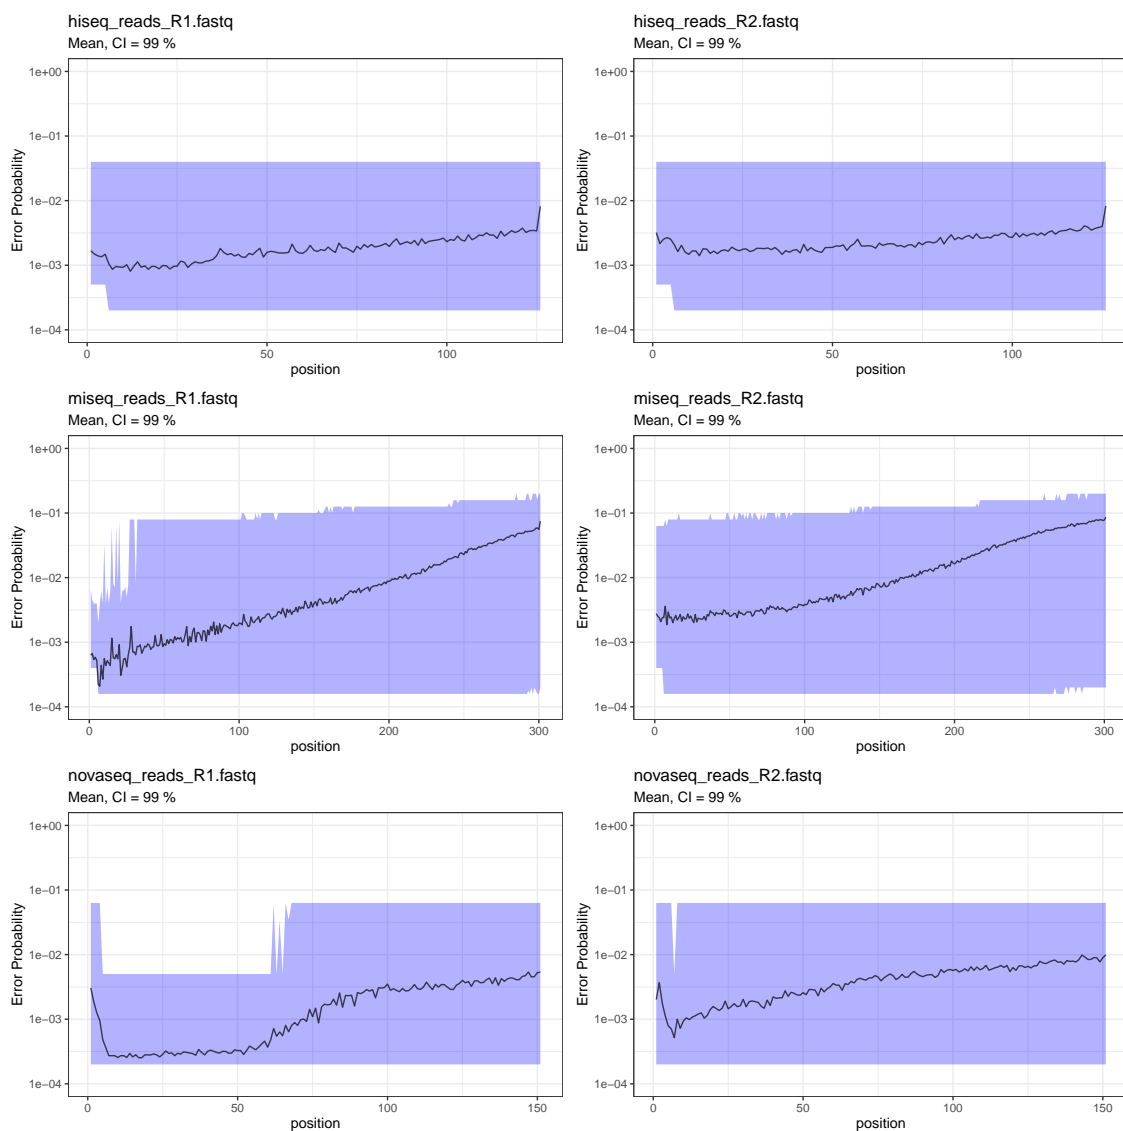 hiseq_reads_R1.fastq
Mean, CI = 99 %
1e+00
1e−01
1e−02
1e−03
1e−04
Error Probability
0 50 100
position
hiseq_reads_R2.fastq
Mean, CI = 99 %
1e+00
1e−01
1e−02
1e−03
1e−04
Error Probability
0 50 100
position
miseq_reads_R1.fastq
Mean, CI = 99 %
1e+00
1e−01
1e−02
1e−03
1e−04
Error Probability
0 100 200 300
position
miseq_reads_R2.fastq
Mean, CI = 99 %
1e+00
1e−01
1e−02
1e−03
1e−04
Error Probability
0 100 200 300
position
novaseq_reads_R1.fastq
Mean, CI = 99 %
1e+00
1e−01
1e−02
1e−03
1e−04
Error Probability
0 50 100 150
position
novaseq_reads_R2.fastq
Mean, CI = 99 %
1e+00
1e−01
1e−02
1e−03
1e−04
Error Probability
0 50 100 150
position